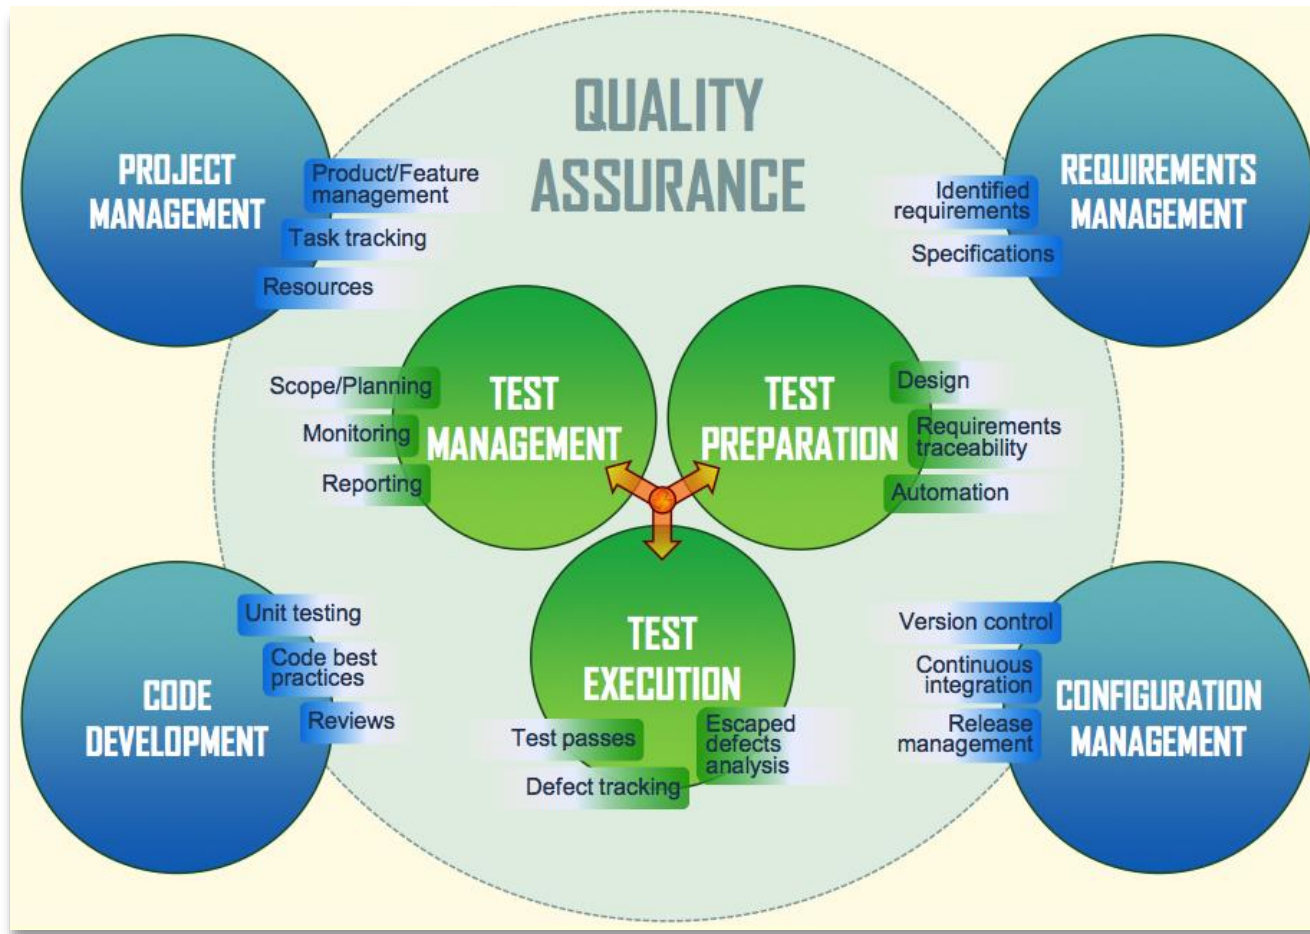 QUALITY
ASSURANCE
PROJECT
MANAGEMENT
Product/Feature
management
Task tracking
Resources
REQUIREMENTS
MANAGEMENT
Identified
requirements
Specifications
TEST
MANAGEMENT
Scope/Planning
Monitoring
Reporting
TEST
PREPARATION
Design
Requirements
traceability
Automation
CODE
DEVELOPMENT
Unit testing
Code best
practices
Reviews
TEST
EXECUTION
Test passes
Defect tracking
Escaped
defects
analysis
CONFIGURATION
MANAGEMENT
Version control
Continuous
integration
Release
management